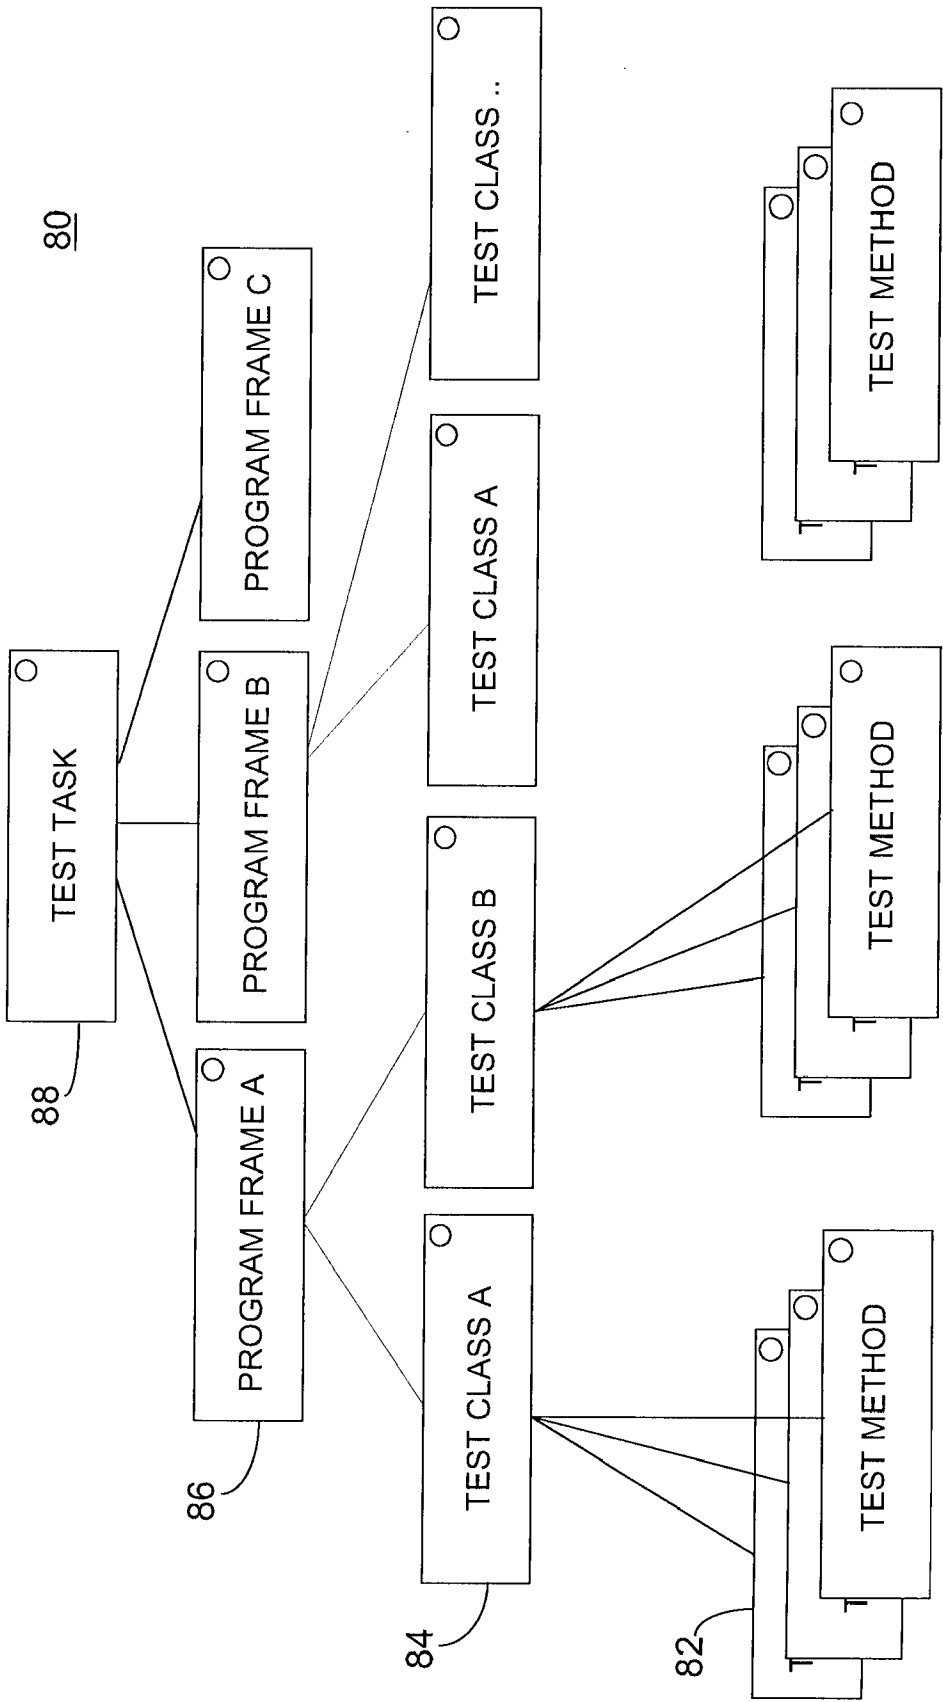 80
88
TEST TASK
86
PROGRAM FRAME A
PROGRAM FRAME B
PROGRAM FRAME C
84
TEST CLASS A
TEST CLASS B
TEST CLASS A
TEST CLASS ..
82
T
T
TEST METHOD
T
T
TEST METHOD
T
T
TEST METHOD